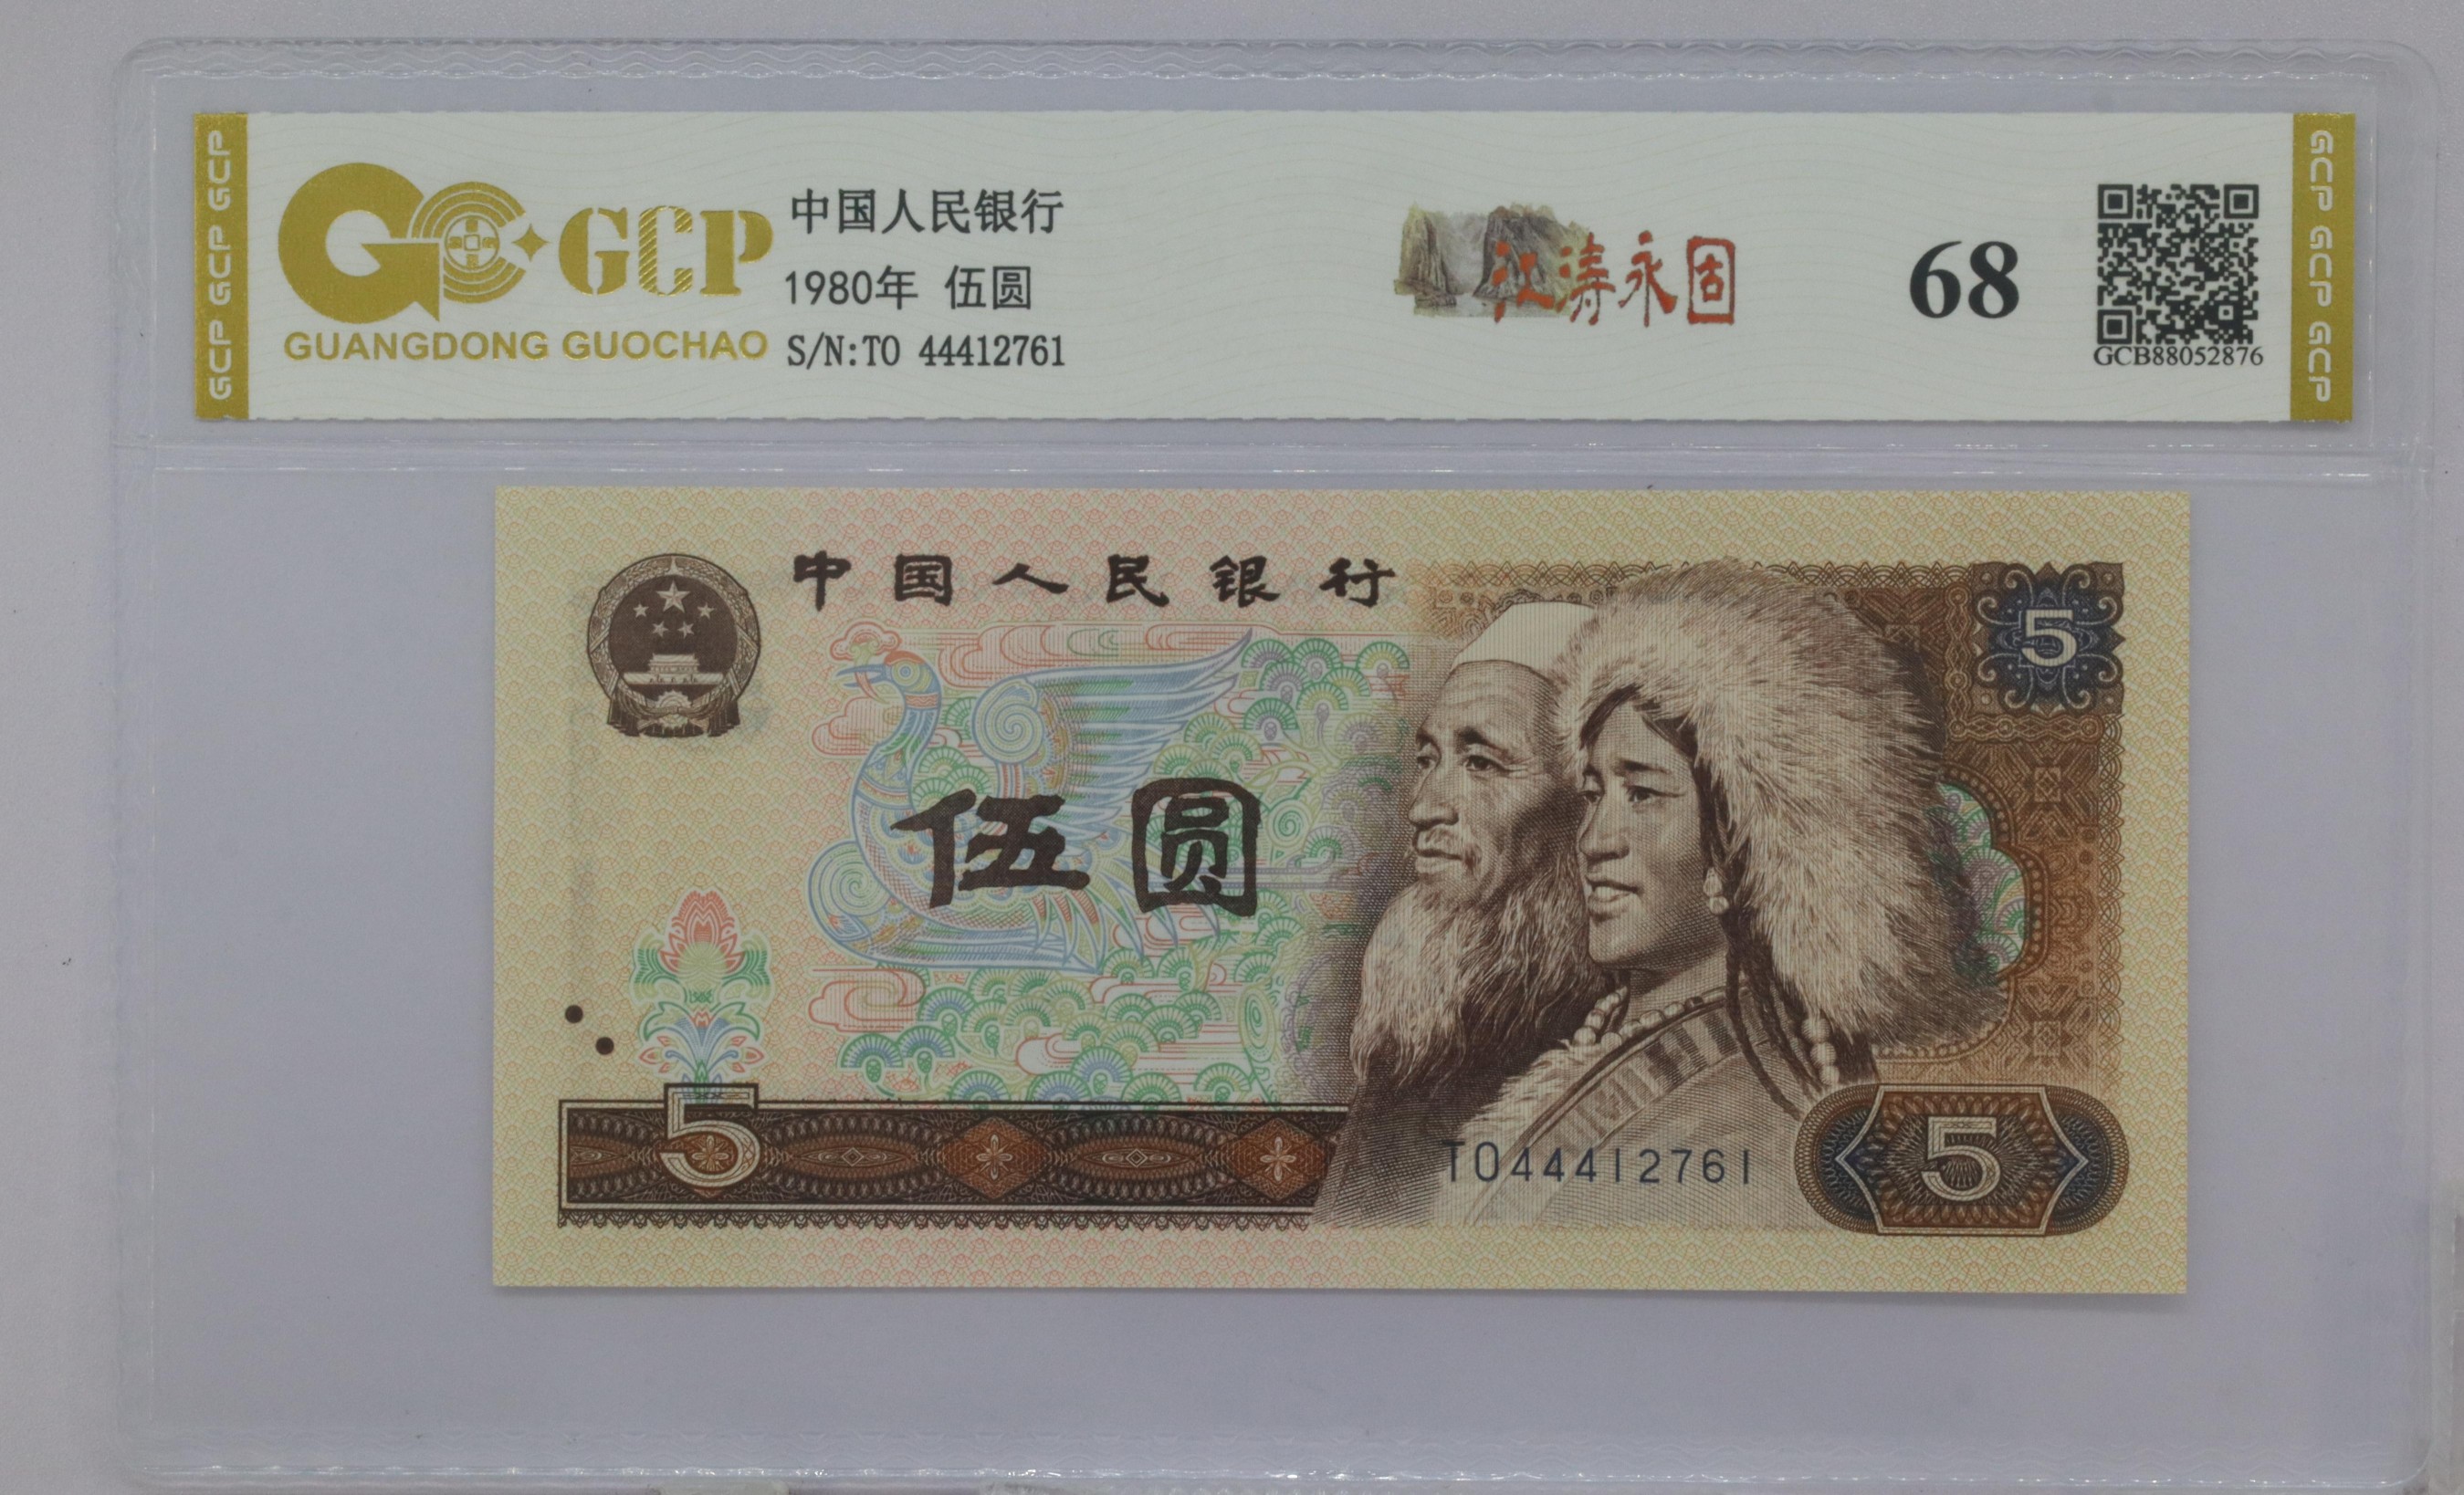 GCP GCP GCP
GCP
GUANGDONG GUOCHAO
中国人民银行
1980年 伍圆
S/N:TO 44412761
江涛永固
68
GCB88052876
GCP GCP GCP
中国人民银行
5
伍圆
5
TO44412761
5